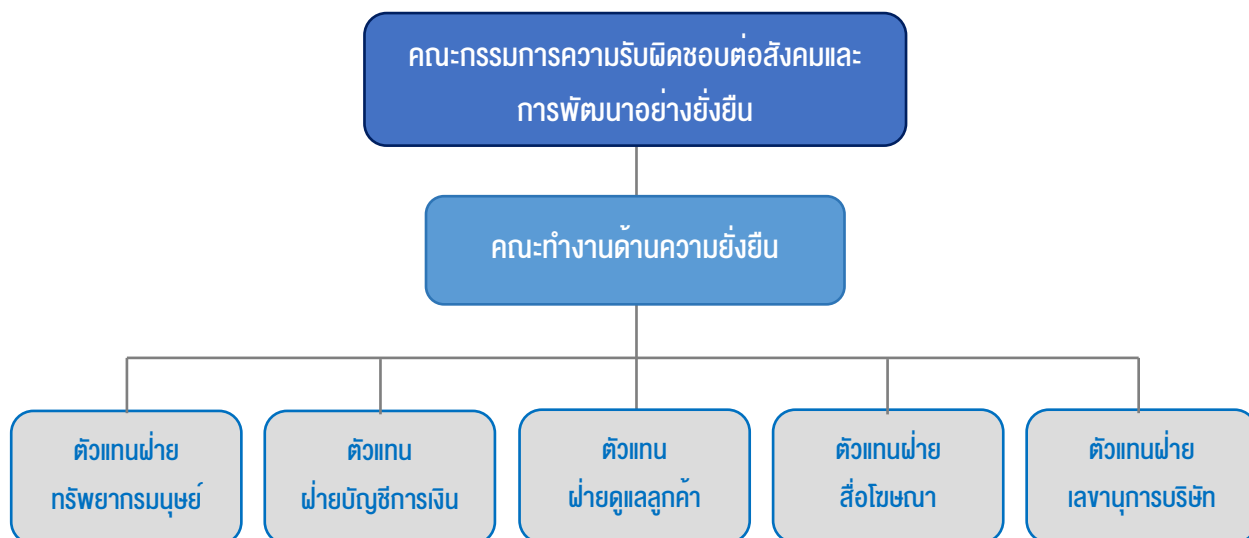 คณะกรรมการความรับผิดชอบต่อสังคมและ
การพัฒนาอย่างยั่งยืน
คณะทำงานด้านความยั่งยืน
ตัวแทนฝ่าย
ทรัพยากรมนุษย์
ตัวแทน
ฝ่ายบัญชีการเงิน
ตัวแทน
ฝ่ายดูแลลูกค้า
ตัวแทนฝ่าย
สื่อโฆษณา
ตัวแทนฝ่าย
เลขานุการบริษัท